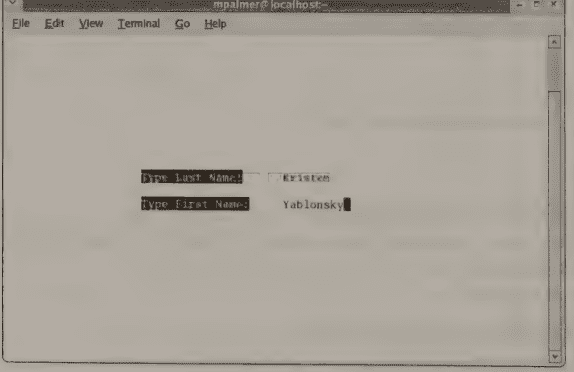 mpalmer@localhost:~
File Edit View Terminal Go Help
Type Last Name: Kristen
Type First Name: Yablonsky